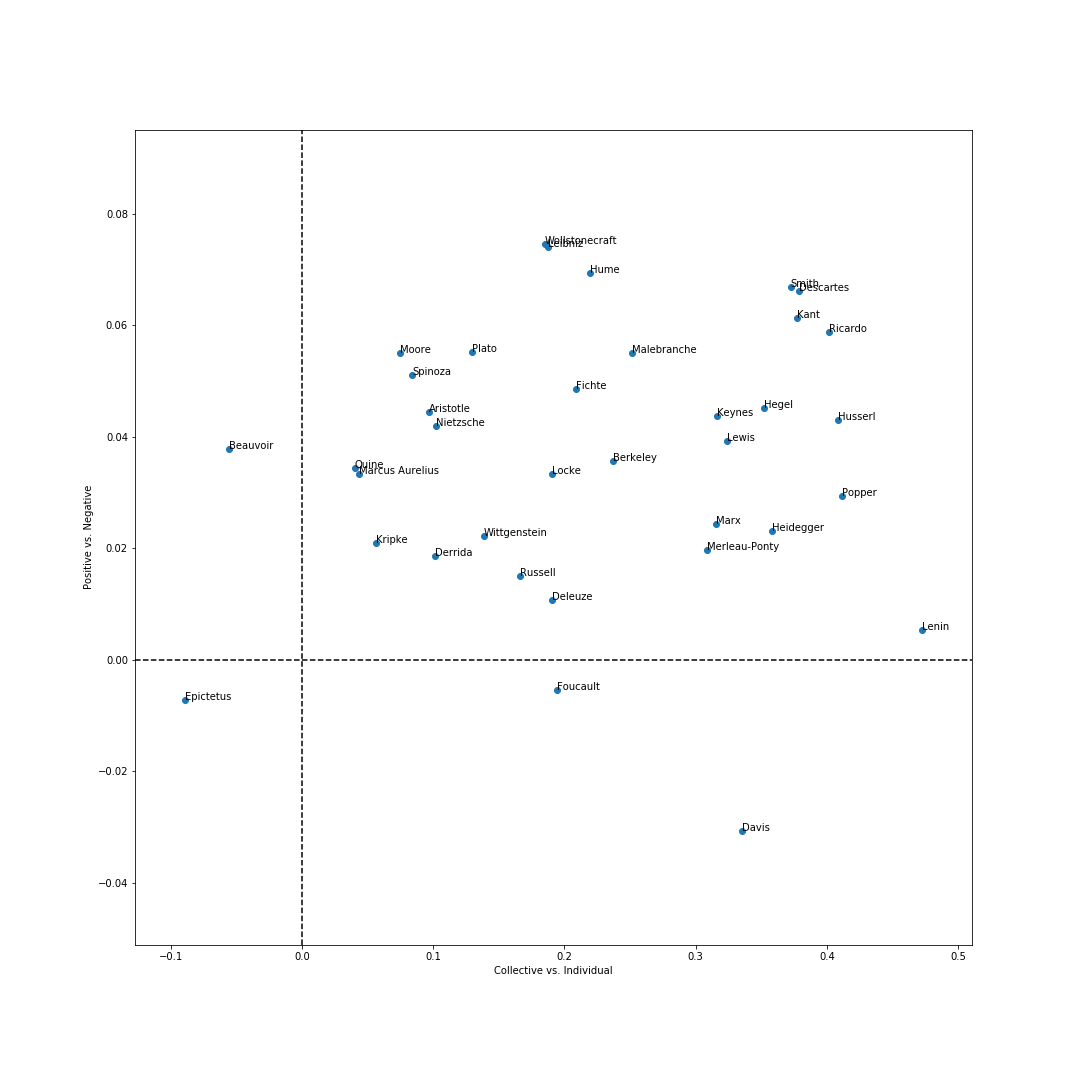 0.08
0.06
0.04
0.02
0.00
−0.02
−0.04
Positive vs. Negative
Wollstonecraft
Leibniz
Hume
Smith
Descartes
Kant
Ricardo
Moore
Plato
Malebranche
Spinoza
Fichte
Aristotle
Nietzsche
Keynes
Hegel
Husserl
Lewis
Beauvoir
Quine
Marcus Aurelius
Locke
Berkeley
Popper
Marx
Heidegger
Kripke
Wittgenstein
Merleau-Ponty
Derrida
Russell
Deleuze
Lenin
Epictetus
Foucault
Davis
−0.1
0.0
0.1
0.2
0.3
0.4
0.5
Collective vs. Individual